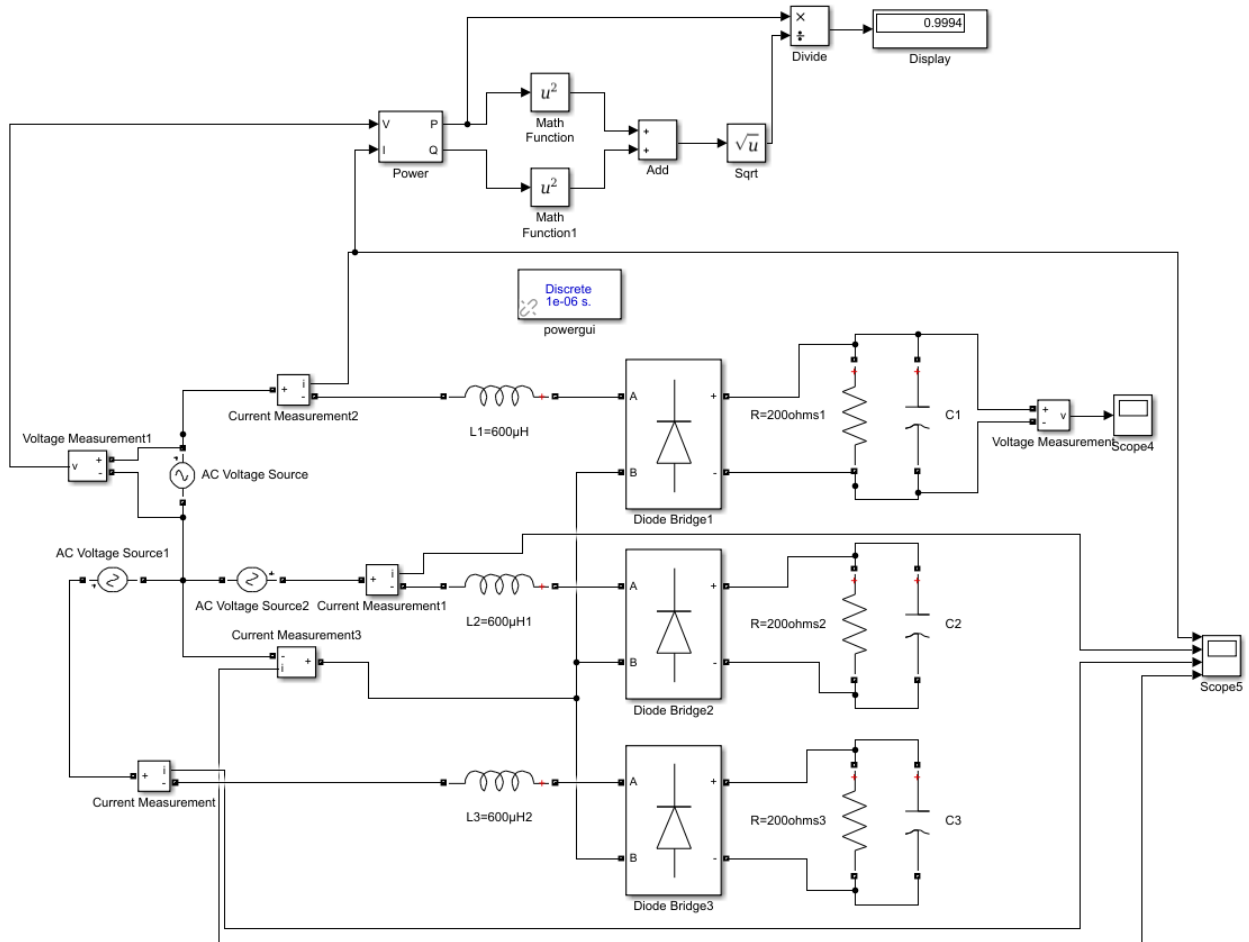 ×
÷
Divide
0.9994
Display
u²
Math
Function
V
P
I
Q
Power
+
+
Add
√u
Sqrt
u²
Math
Function1
Discrete
1e-06 s.
powergui
+
i
-
Current Measurement2
L1=600µH
A
+
B
-
Diode Bridge1
R=200ohms1
C1
+
-
v
Voltage Measurement
Scope4
Voltage Measurement1
v
+
-
AC Voltage Source
AC Voltage Source1
AC Voltage Source2
+
i
-
Current Measurement1
L2=600µH1
A
+
B
-
Diode Bridge2
R=200ohms2
C2
Current Measurement3
-
i
+
Scope5
+
i
-
Current Measurement
L3=600µH2
A
+
B
-
Diode Bridge3
R=200ohms3
C3